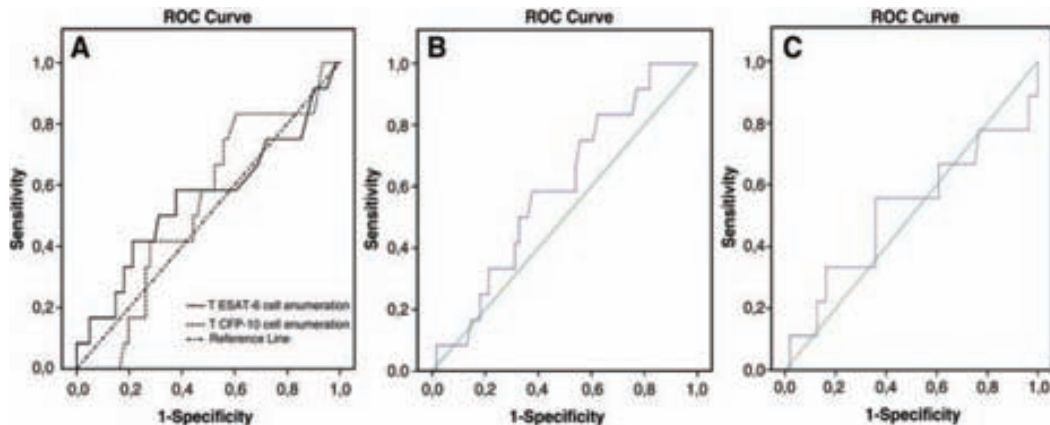 ROC Curve
A
1,0
0,8
0,6
0,4
0,2
0,0
Sensitivity
T ESAT-6 cell enumeration
T CFP-10 cell enumeration
Reference Line
0,0 0,2 0,4 0,6 0,8 1,0
1-Specificity
ROC Curve
B
1,0
0,8
0,6
0,4
0,2
0,0
Sensitivity
0,0 0,2 0,4 0,6 0,8 1,0
1-Specificity
ROC Curve
C
1,0
0,8
0,6
0,4
0,2
0,0
Sensitivity
0,0 0,2 0,4 0,6 0,8 1,0
1-Specificity